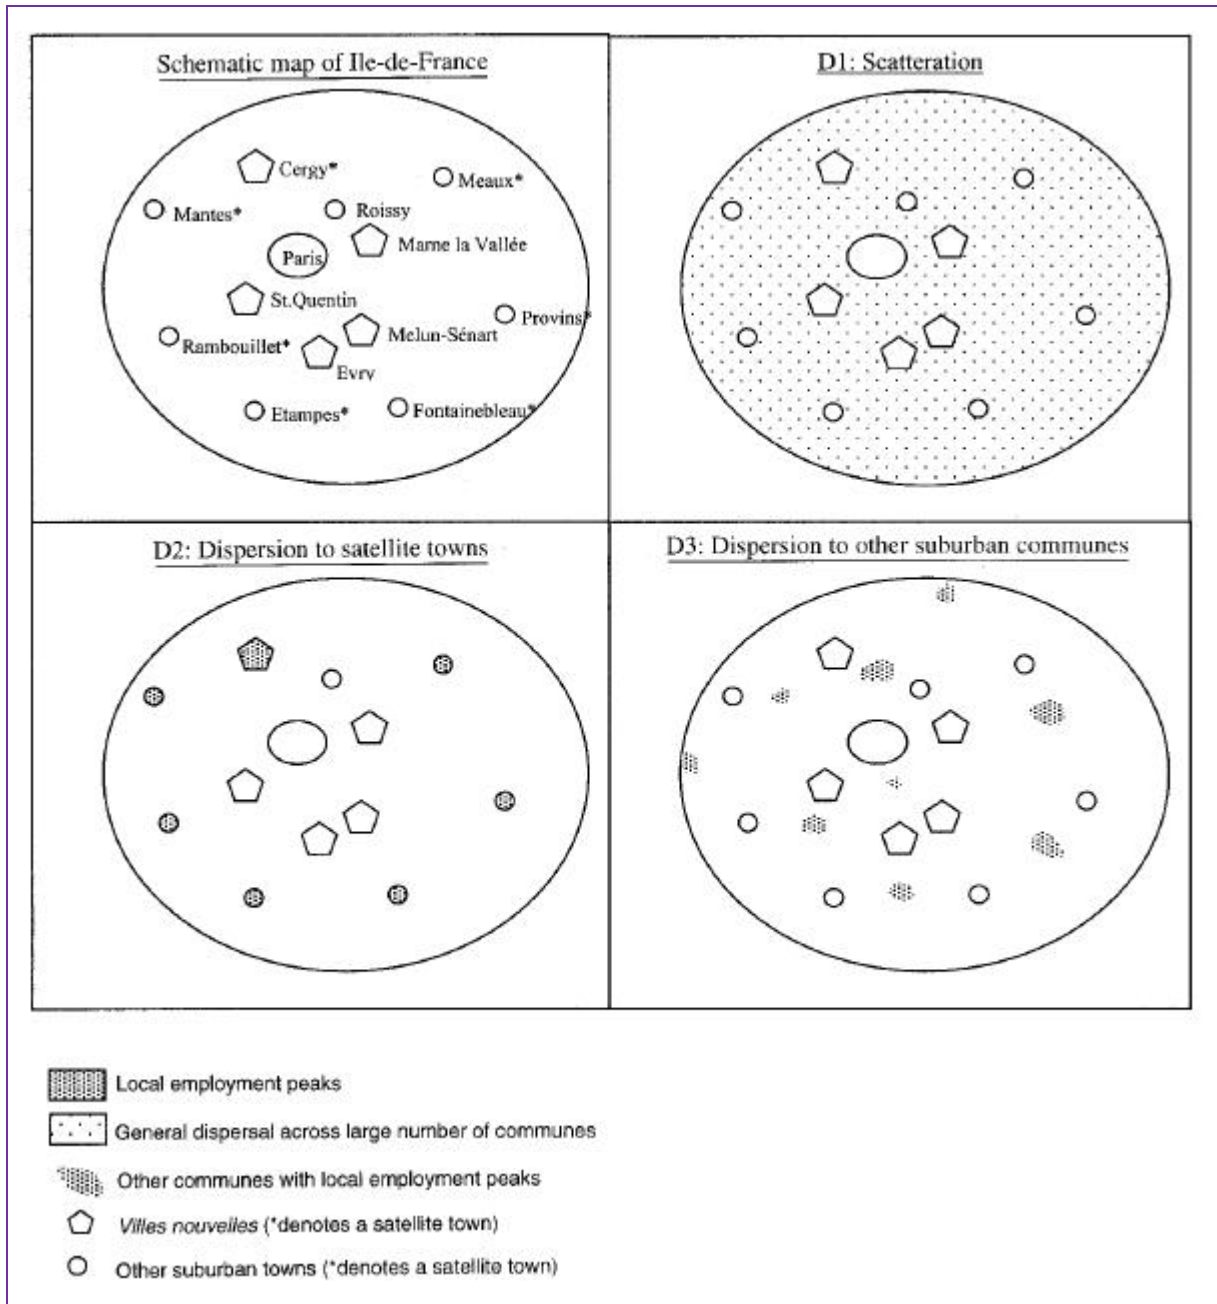 Schematic map of Ile-de-France
Cergy*
Meaux*
Mantes*
Roissy
Marne la Vallée
Paris
St.Quentin
Provins*
Rambouillet*
Melun-Sénart
Evry
Etampes*
Fontainebleau*
D1: Scatteration
D2: Dispersion to satellite towns
D3: Dispersion to other suburban communes
Local employment peaks
General dispersal across large number of communes
Other communes with local employment peaks
Villes nouvelles (*denotes a satellite town)
Other suburban towns (*denotes a satellite town)